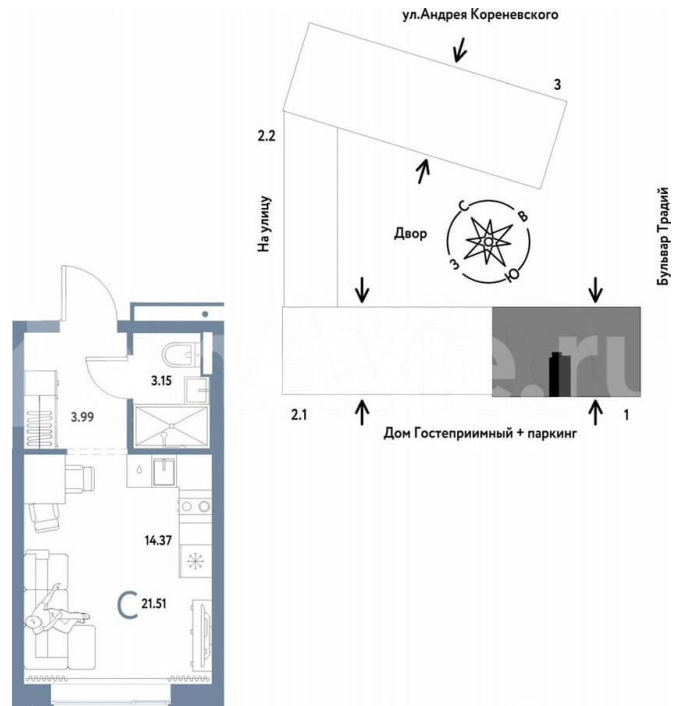 ул.Андрея Кореневского
3
2.2
На улицу
Двор
С
В
З
Ю
Бульвар Традий
2.1
1
Дом Гостеприимный + паркинг
3.15
3.99
14.37
С 21.51